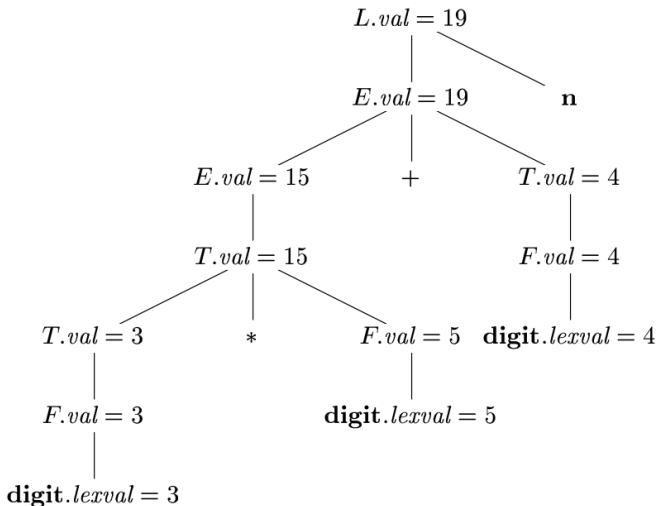 L.val = 19
E.val = 19 n
E.val = 15 + T.val = 4
T.val = 15 F.val = 4
T.val = 3 * F.val = 5 digit.lexval = 4
F.val = 3 digit.lexval = 5
digit.lexval = 3